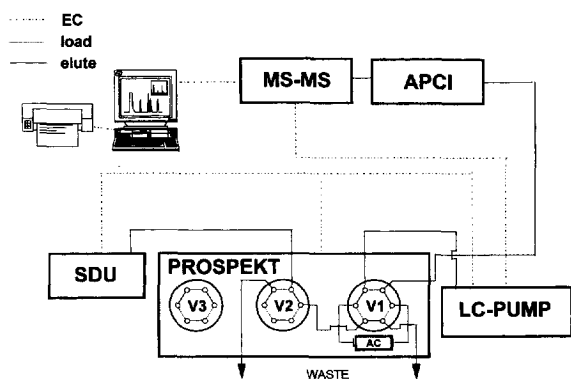 EC
load
elute
MS-MS
APCI
SDU
PROSPEKT
V3
V2
V1
AC
LC-PUMP
WASTE